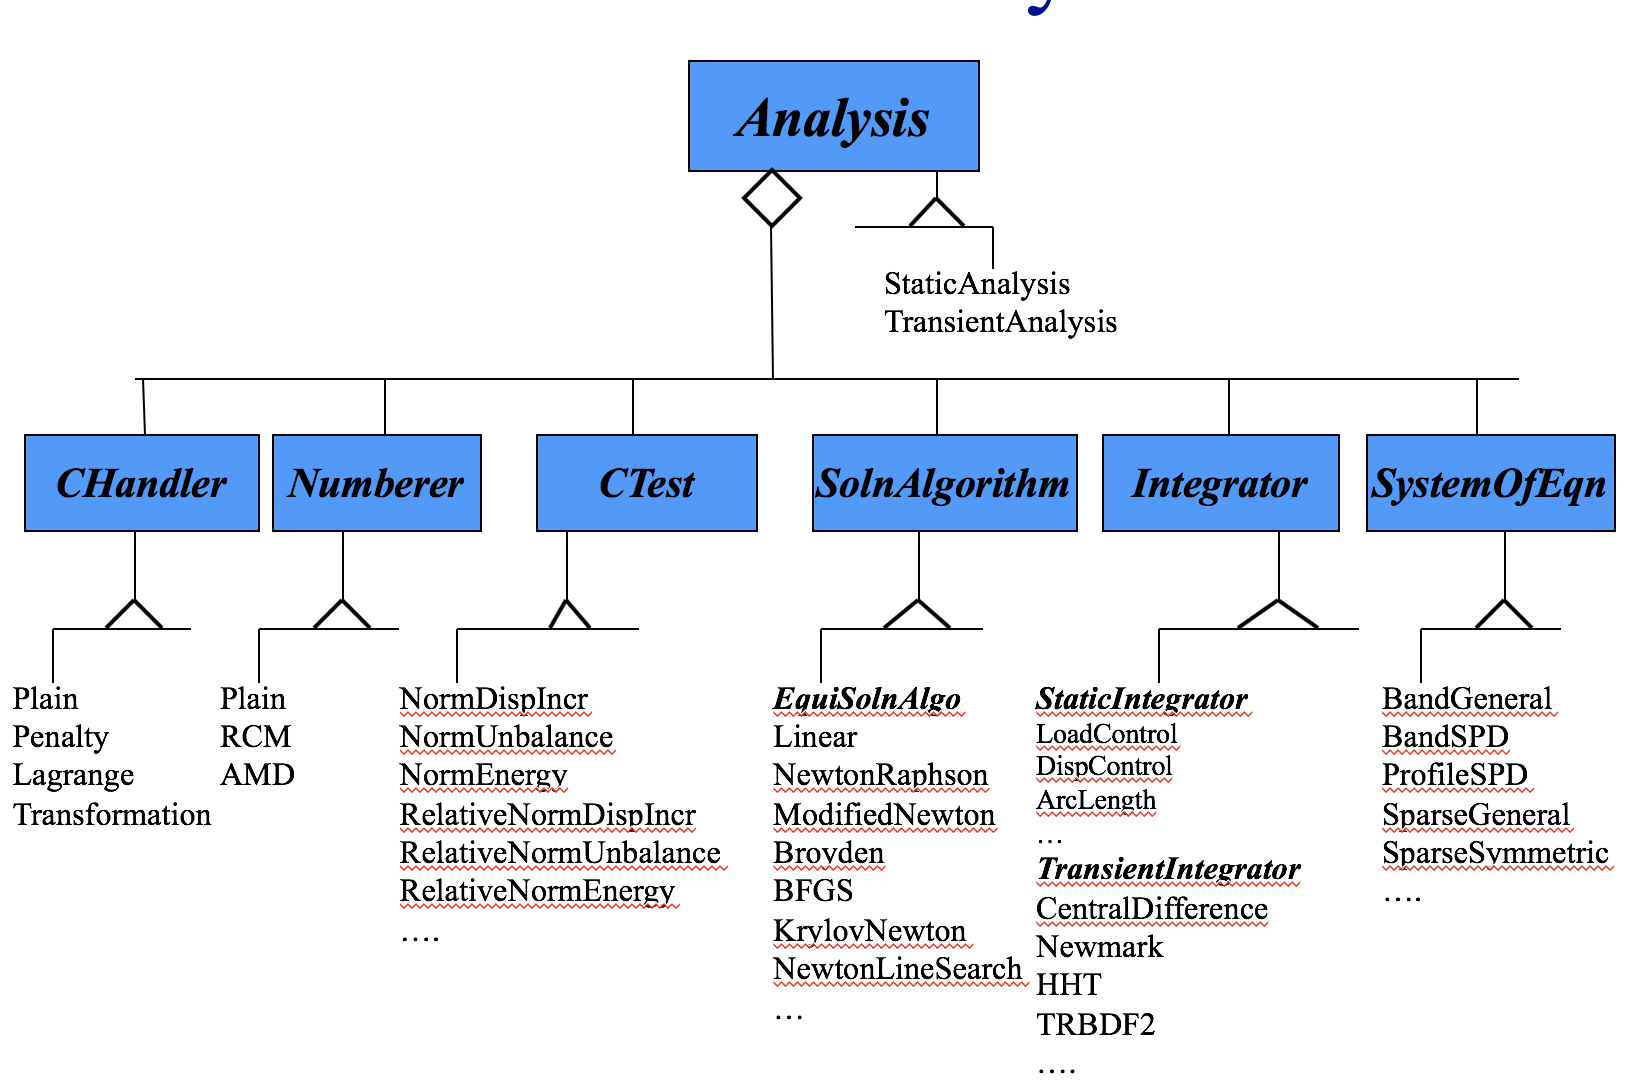 Analysis
StaticAnalysis
TransientAnalysis
CHandler
Numberer
CTest
SolnAlgorithm
Integrator
SystemOfEqn
Plain
Penalty
Lagrange
Transformation
Plain
RCM
AMD
NormDispIncr
NormUnbalance
NormEnergy
RelativeNormDispIncr
RelativeNormUnbalance
RelativeNormEnergy
....
EquiSolnAlgo
Linear
NewtonRaphson
ModifiedNewton
Broyden
BFGS
KrylovNewton
NewtonLineSearch
...
StaticIntegrator
LoadControl
DispControl
ArcLength
...
TransientIntegrator
CentralDifference
Newmark
HHT
TRBDF2
....
BandGeneral
BandSPD
ProfileSPD
SparseGeneral
SparseSymmetric
....